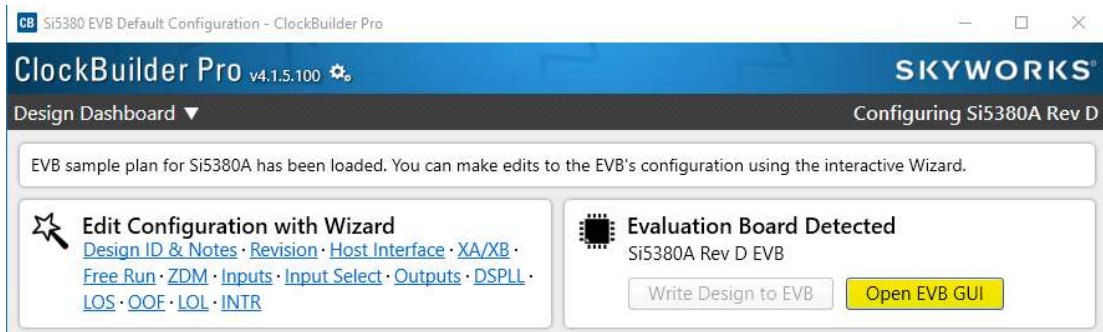 CB Si5380 EVB Default Configuration - ClockBuilder Pro
ClockBuilder Pro v4.1.5.100
SKYWORKS
Design Dashboard ▼
Configuring Si5380A Rev D
EVB sample plan for Si5380A has been loaded. You can make edits to the EVB's configuration using the interactive Wizard.
Edit Configuration with Wizard
Design ID & Notes · Revision · Host Interface · XA/XB ·
Free Run · ZDM · Inputs · Input Select · Outputs · DSPLL ·
LOS · OOF · LOL · INTR
Evaluation Board Detected
Si5380A Rev D EVB
Write Design to EVB
Open EVB GUI